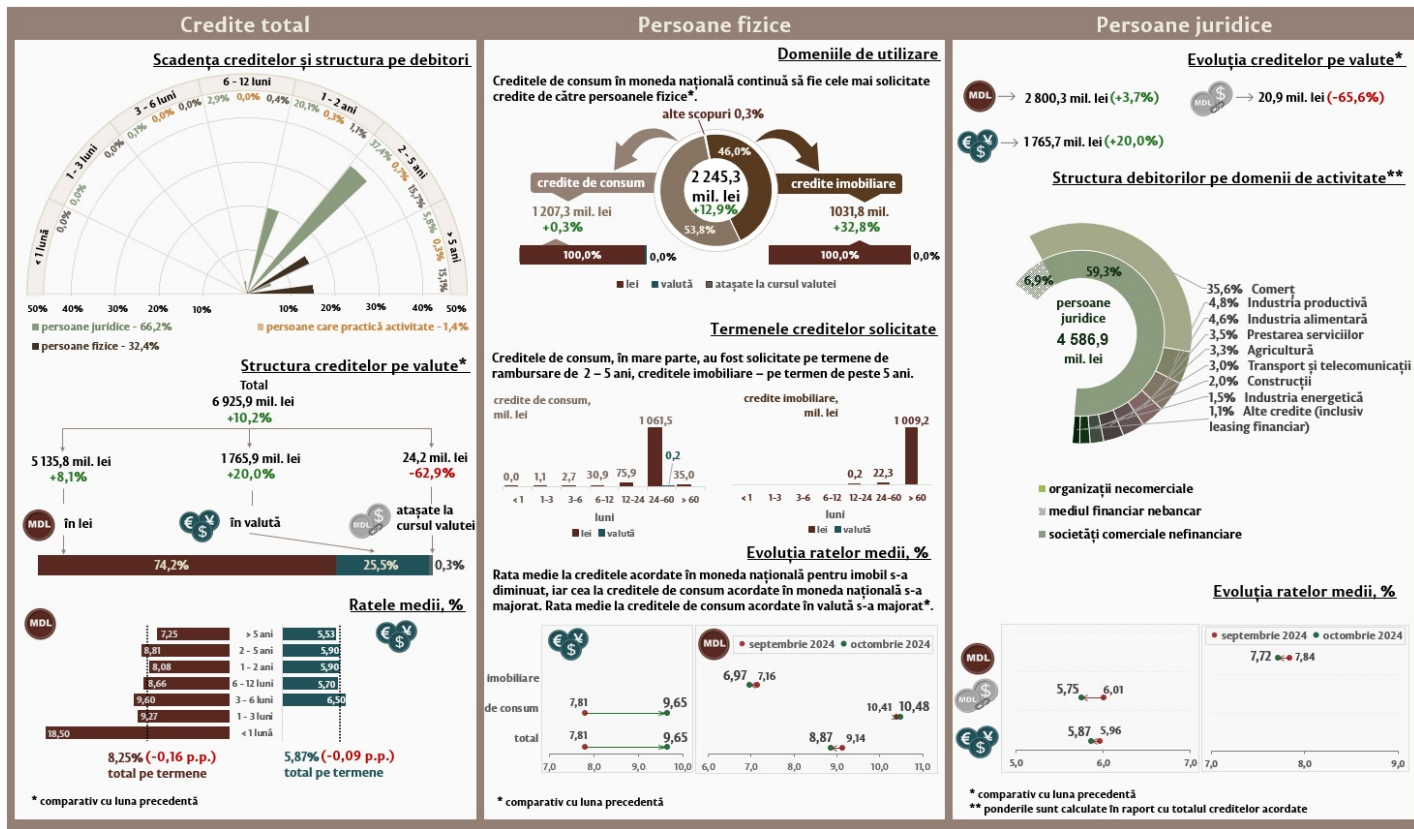 Credite total
Scadența creditelor și structura pe debitori
< 1 lună
1 - 3 luni
3 - 6 luni
6 - 12 luni
1 - 2 ani
2 - 5 ani
> 5 ani
0,0%
0,0%
0,0%
0,1%
0,0%
0,0%
2,9%
0,0%
0,4%
20,1%
0,3%
1,1%
37,4%
0,7%
15,7%
5,8%
0,3%
15,1%
50% 40% 30% 20% 10% 10% 20% 30% 40% 50%
persoane juridice - 66,2%
persoane care practică activitate - 1,4%
persoane fizice - 32,4%
Structura creditelor pe valute*
Total
6 925,9 mil. lei
+10,2%
5 135,8 mil. lei
+8,1%
1 765,9 mil. lei
+20,0%
24,2 mil. lei
-62,9%
MDL
în lei
€ ¥ $
în valută
MDL $
atașate la
cursul valutei
74,2% 25,5% 0,3%
Ratele medii, %
MDL
€ ¥ $
7,25 > 5 ani 5,53
8,81 2 - 5 ani 5,90
8,08 1 - 2 ani 5,90
8,66 6 - 12 luni 5,70
9,60 3 - 6 luni 6,50
9,27 1 - 3 luni
18,50 < 1 lună
8,25% (-0,16 p.p.)
total pe termene
5,87% (-0,09 p.p.)
total pe termene
* comparativ cu luna precedentă
Persoane fizice
Domeniile de utilizare
Creditele de consum în moneda națională continuă să fie cele mai solicitate
credite de către persoanele fizice*.
alte scopuri 0,3%
46,0%
53,8%
2 245,3
mil. lei
+12,9%
credite de consum
1 207,3 mil. lei
+0,3%
100,0% 0,0%
credite imobiliare
1031,8 mil.
+32,8%
100,0% 0,0%
lei valută atașate la cursul valutei
Termenele creditelor solicitate
Creditele de consum, în mare parte, au fost solicitate pe termene de
rambursare de 2 – 5 ani, creditele imobiliare – pe termen de peste 5 ani.
credite de consum,
mil. lei
0,0 1,1 2,7 30,9 75,9 1 061,5 0,2 35,0
< 1 1-3 3-6 6-12 12-24 24-60 > 60
luni
lei valută
credite imobiliare,
mil. lei
0,2 22,3 1 009,2
< 1 1-3 3-6 6-12 12-24 24-60 > 60
luni
lei valută
Evoluția ratelor medii, %
Rata medie la creditele acordate în moneda națională pentru imobil s-a
diminuat, iar cea la creditele de consum acordate în moneda națională s-a
majorat. Rata medie la creditele de consum acordate în valută s-a majorat*.
€ ¥ $
MDL
septembrie 2024 octombrie 2024
imobiliare
6,97 7,16
de consum
7,81 9,65
10,41 10,48
total
7,81 9,65
8,87 9,14
7,0 8,0 9,0 10,0
6,0 7,0 8,0 9,0 10,0 11,0
* comparativ cu luna precedentă
Persoane juridice
Evoluția creditelor pe valute*
MDL
2 800,3 mil. lei (+3,7%)
MDL $
20,9 mil. lei (-65,6%)
€ ¥ $
1 765,7 mil. lei (+20,0%)
Structura debitorilor pe domenii de activitate**
6,9%
59,3%
persoane
juridice
4 586,9
mil. lei
35,6% Comerț
4,8% Industria productivă
4,6% Industria alimentară
3,5% Prestarea serviciilor
3,3% Agricultură
3,0% Transport și telecomunicații
2,0% Construcții
1,5% Industria energetică
1,1% Alte credite (inclusiv
leasing financiar)
organizații necomerciale
mediul financiar nebancar
societăți comerciale nefinanciare
Evoluția ratelor medii, %
septembrie 2024 octombrie 2024
MDL
7,72 7,84
MDL $
5,75 6,01
€ ¥ $
5,87 5,96
5,0 6,0 7,0
7,0 8,0 9,0
* comparativ cu luna precedentă
** ponderile sunt calculate în raport cu totalul creditelor acordate